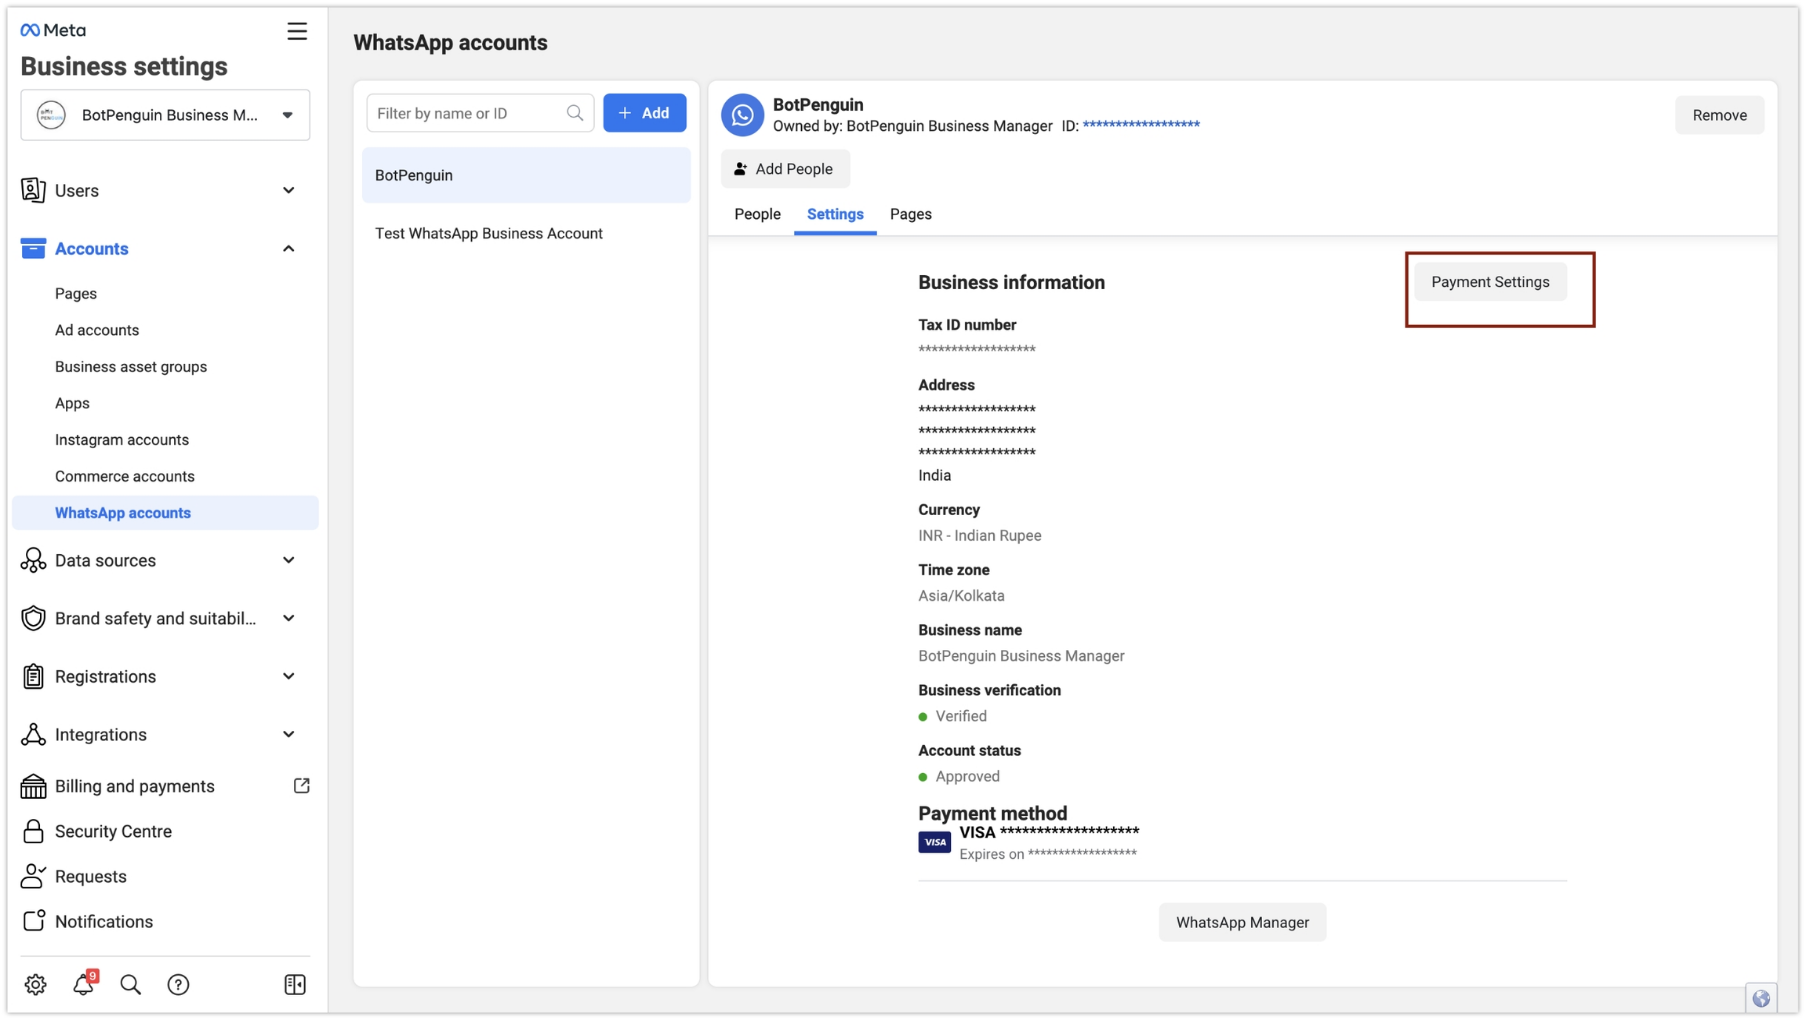 Meta
Business settings
BotPenguin Business M...
Users
Accounts
Pages
Ad accounts
Business asset groups
Apps
Instagram accounts
Commerce accounts
WhatsApp accounts
Data sources
Brand safety and suitabil...
Registrations
Integrations
Billing and payments
Security Centre
Requests
Notifications
9
WhatsApp accounts
Filter by name or ID
+ Add
BotPenguin
Test WhatsApp Business Account
BotPenguin
Owned by: BotPenguin Business Manager ID: ******************
Remove
Add People
People Settings Pages
Business information
Payment Settings
Tax ID number
******************
Address
******************
******************
******************
India
Currency
INR - Indian Rupee
Time zone
Asia/Kolkata
Business name
BotPenguin Business Manager
Business verification
Verified
Account status
Approved
Payment method
VISA
VISA *******************
Expires on ******************
WhatsApp Manager